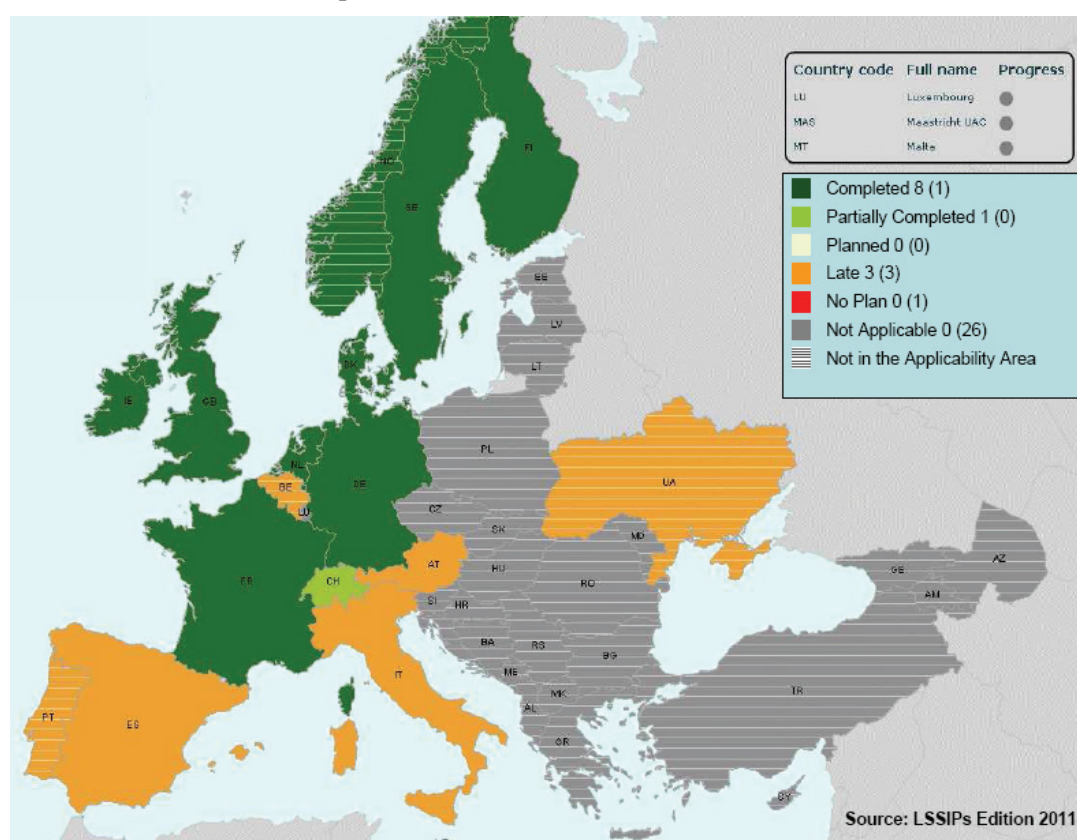 Country code Full name Progress
LU Luxembourg
MAS Maastricht UAC
MT Malta
Completed 8 (1)
Partially Completed 1 (0)
Planned 0 (0)
Late 3 (3)
No Plan 0 (1)
Not Applicable 0 (26)
Not in the Applicability Area
NO
FI
SE
EE
LV
LT
DK
IE
GB
NL
PL
BE
DE
UA
LU
CZ
SK
MD
FR
CH
AT
HU
RO
AZ
GE
AM
SI
HR
BA
RS
BG
ME
IT
MK
TR
PT
ES
AL
GR
CY
Source: LSSIPs Edition 2011